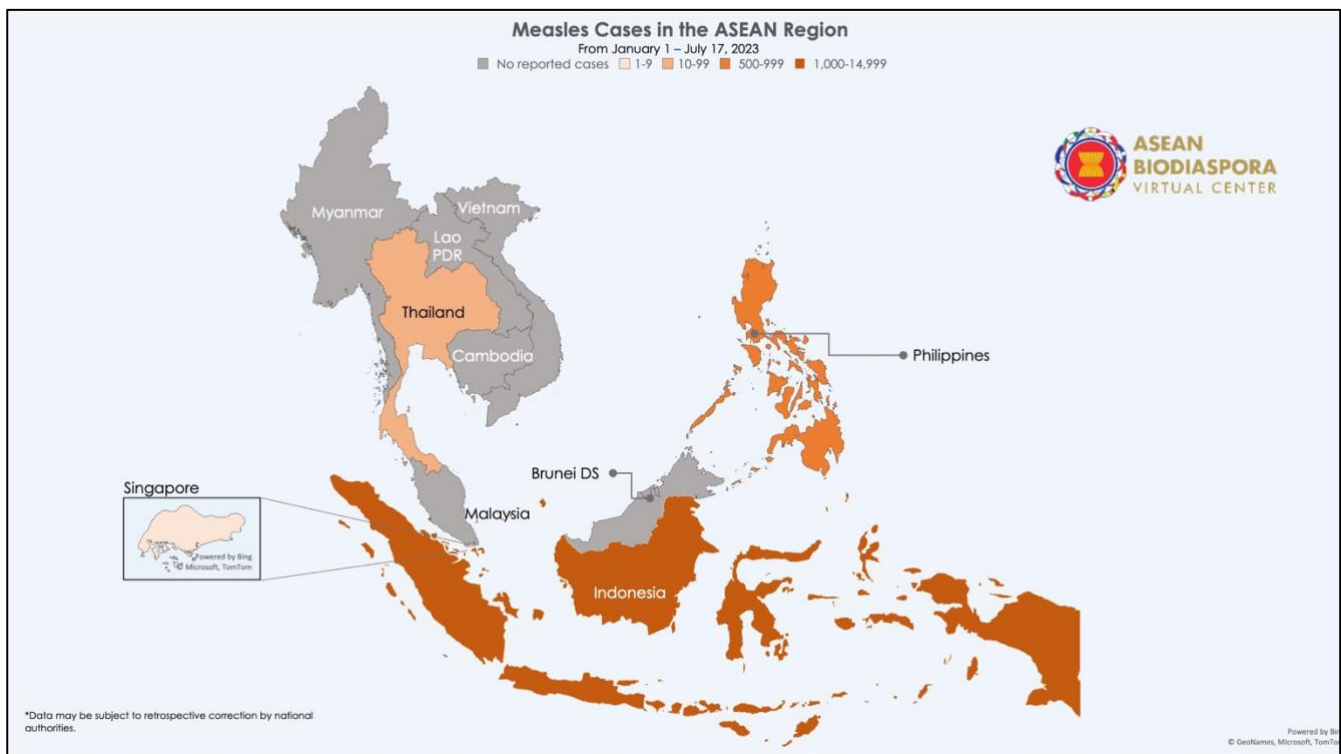 Measles Cases in the ASEAN Region
From January 1 – July 17, 2023
No reported cases 1-9 10-99 500-999 1,000-14,999
ASEAN
BIODIASPORA
VIRTUAL CENTER
Myanmar
Vietnam
Lao
PDR
Thailand
Cambodia
Philippines
Brunei DS
Singapore
Malaysia
Powered by Bing
© Microsoft, TomTom
Indonesia
*Data may be subject to retrospective correction by national
authorities.
Powered by Bing
© GeoNames, Microsoft, TomTom